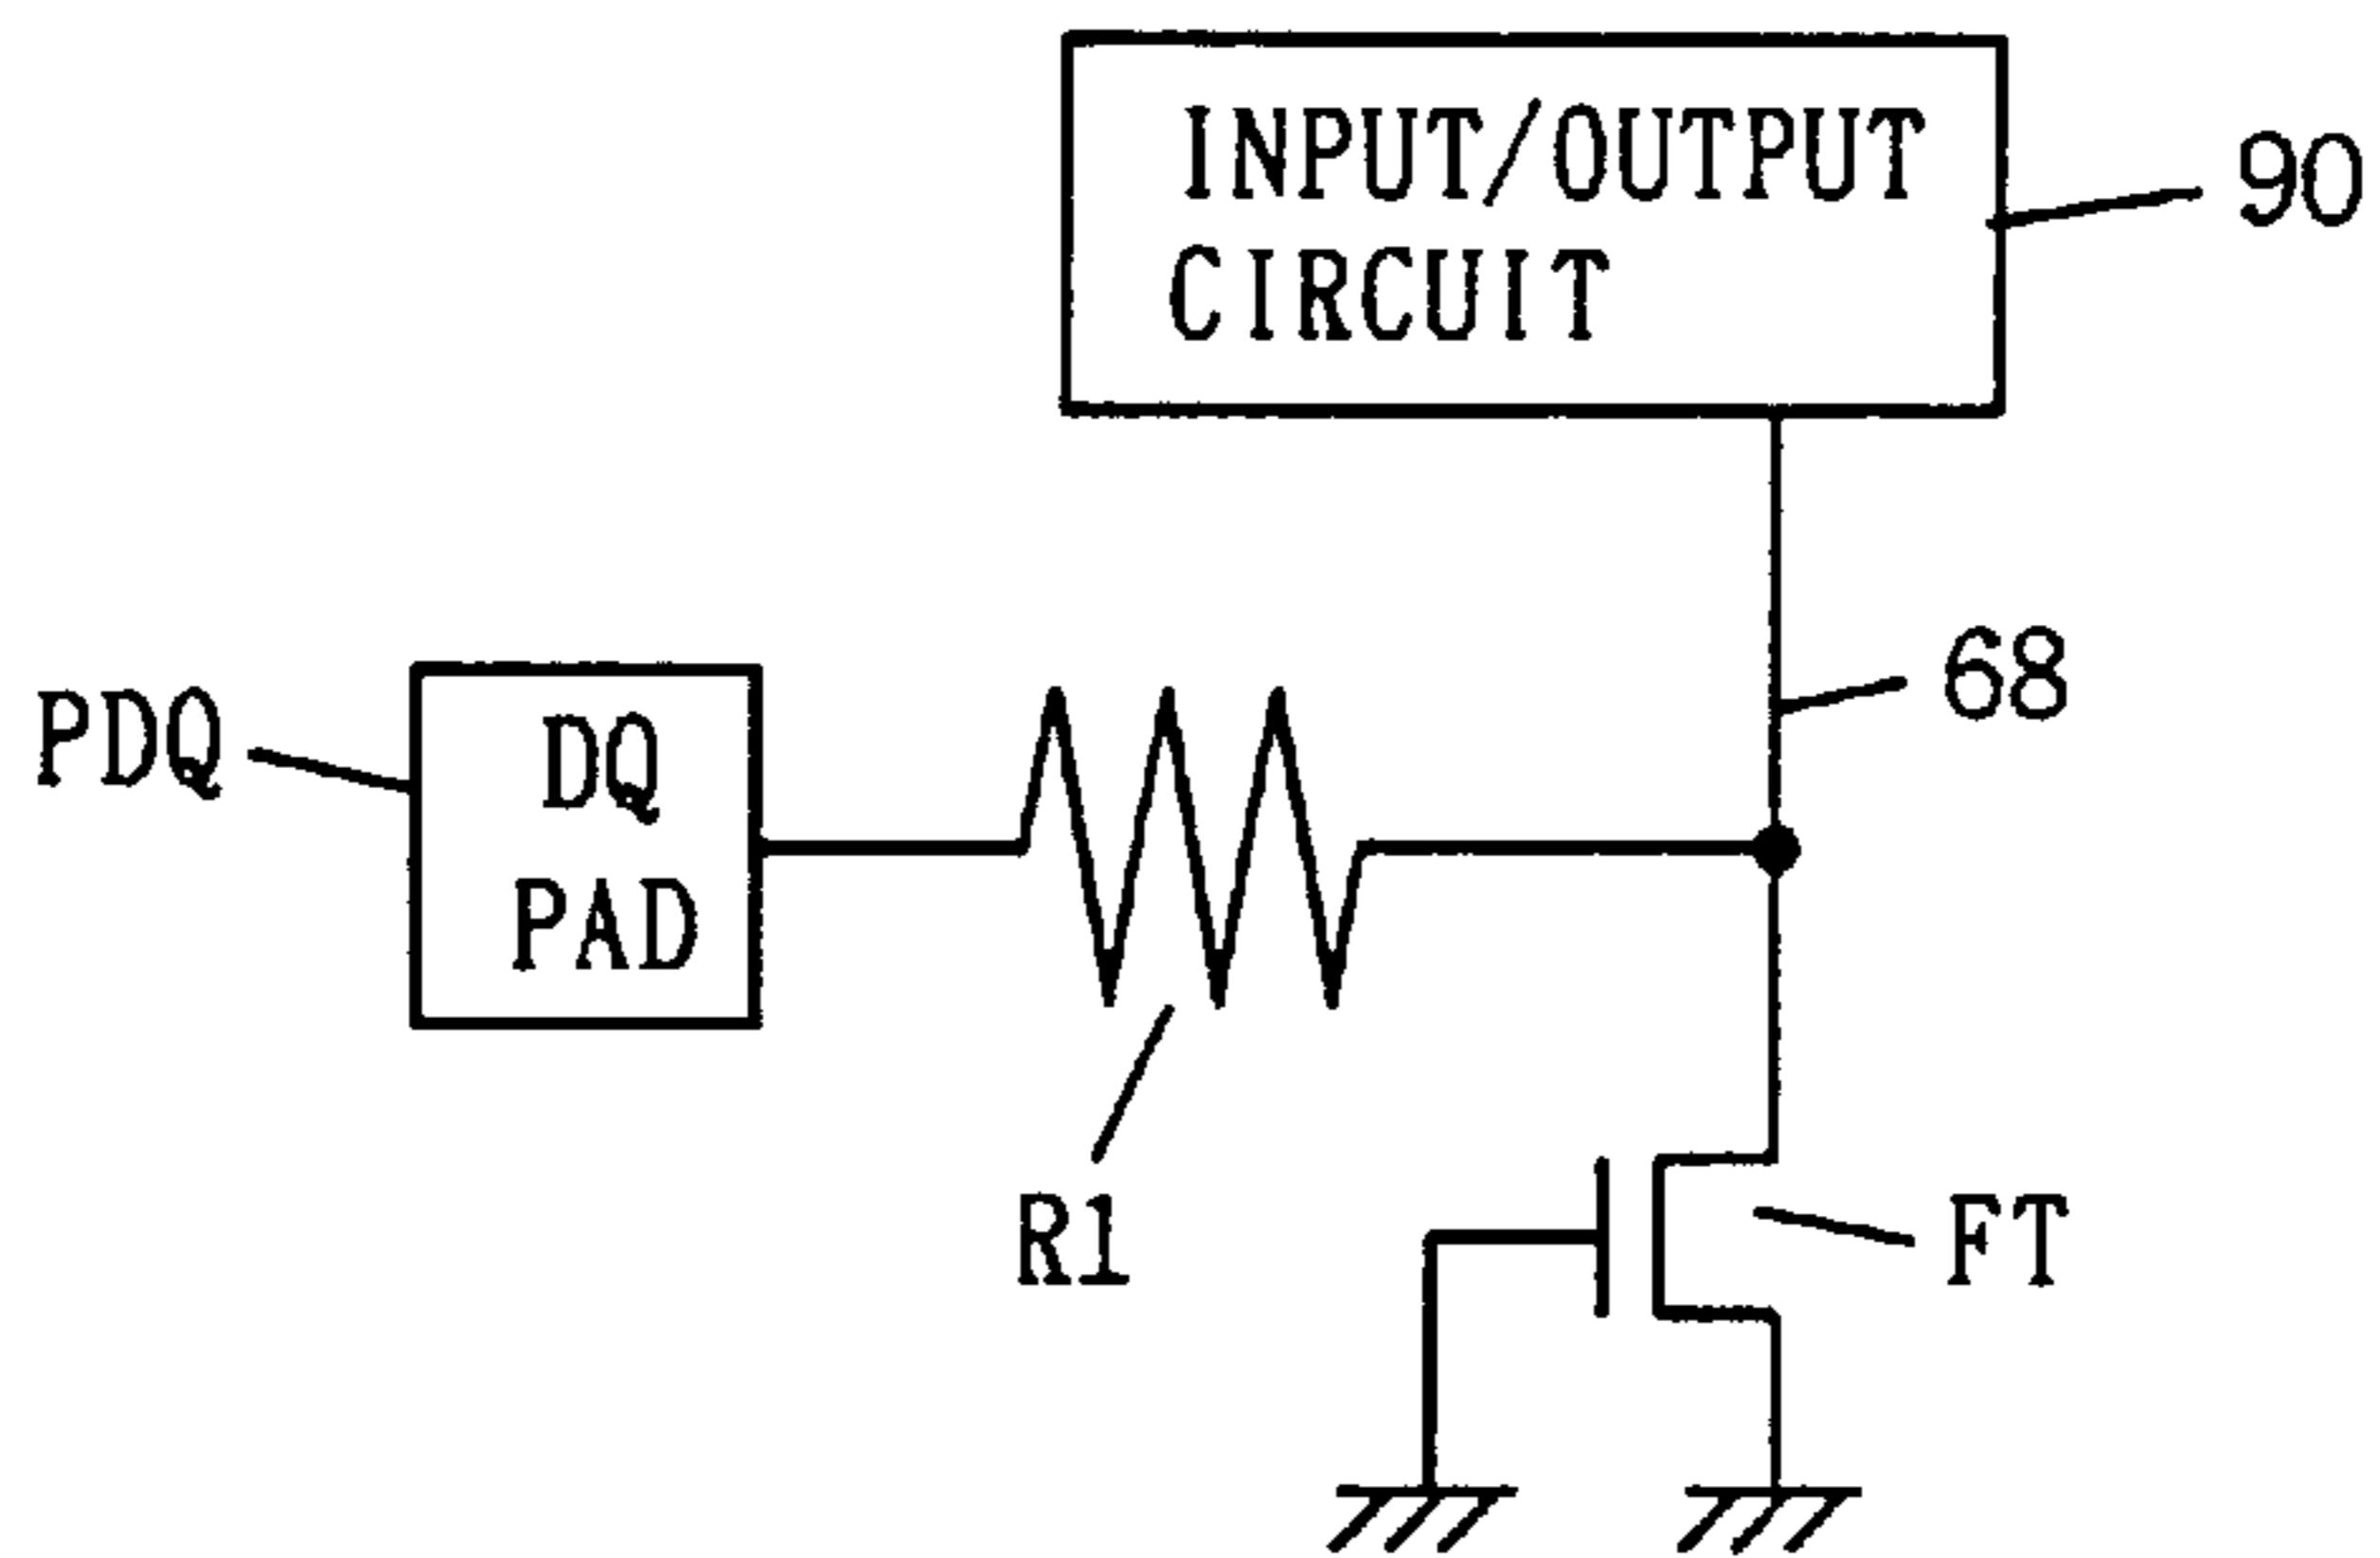 INPUT/OUTPUT
CIRCUIT
90
68
PDQ
DQ
PAD
R1
FT